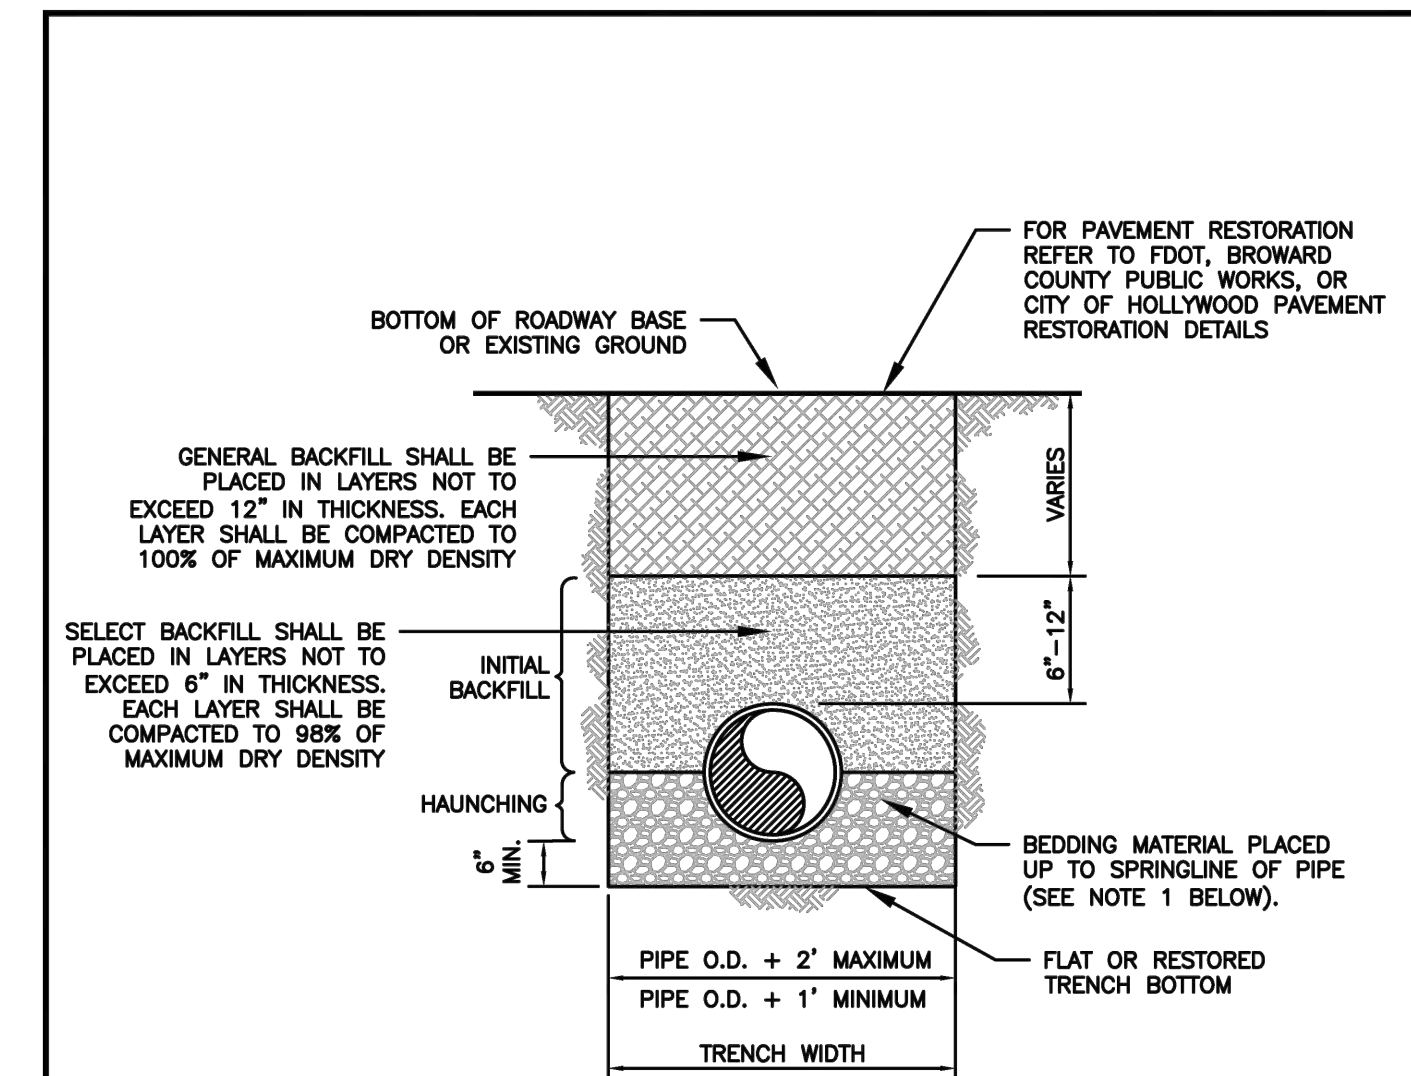 FOR PAVEMENT RESTORATION
REFER TO FDOT, BROWARD
COUNTY PUBLIC WORKS, OR
CITY OF HOLLYWOOD PAVEMENT
RESTORATION DETAILS
BOTTOM OF ROADWAY BASE
OR EXISTING GROUND
GENERAL BACKFILL SHALL BE
PLACED IN LAYERS NOT TO
EXCEED 12" IN THICKNESS. EACH
LAYER SHALL BE COMPACTED TO
100% OF MAXIMUM DRY DENSITY
VARIES
SELECT BACKFILL SHALL BE
PLACED IN LAYERS NOT TO
EXCEED 6" IN THICKNESS.
EACH LAYER SHALL BE
COMPACTED TO 98% OF
MAXIMUM DRY DENSITY
INITIAL
BACKFILL
6"-12"
HAUNCHING
6"
MIN.
BEDDING MATERIAL PLACED
UP TO SPRINGLINE OF PIPE
(SEE NOTE 1 BELOW).
FLAT OR RESTORED
TRENCH BOTTOM
PIPE O.D. + 2' MAXIMUM
PIPE O.D. + 1' MINIMUM
TRENCH WIDTH